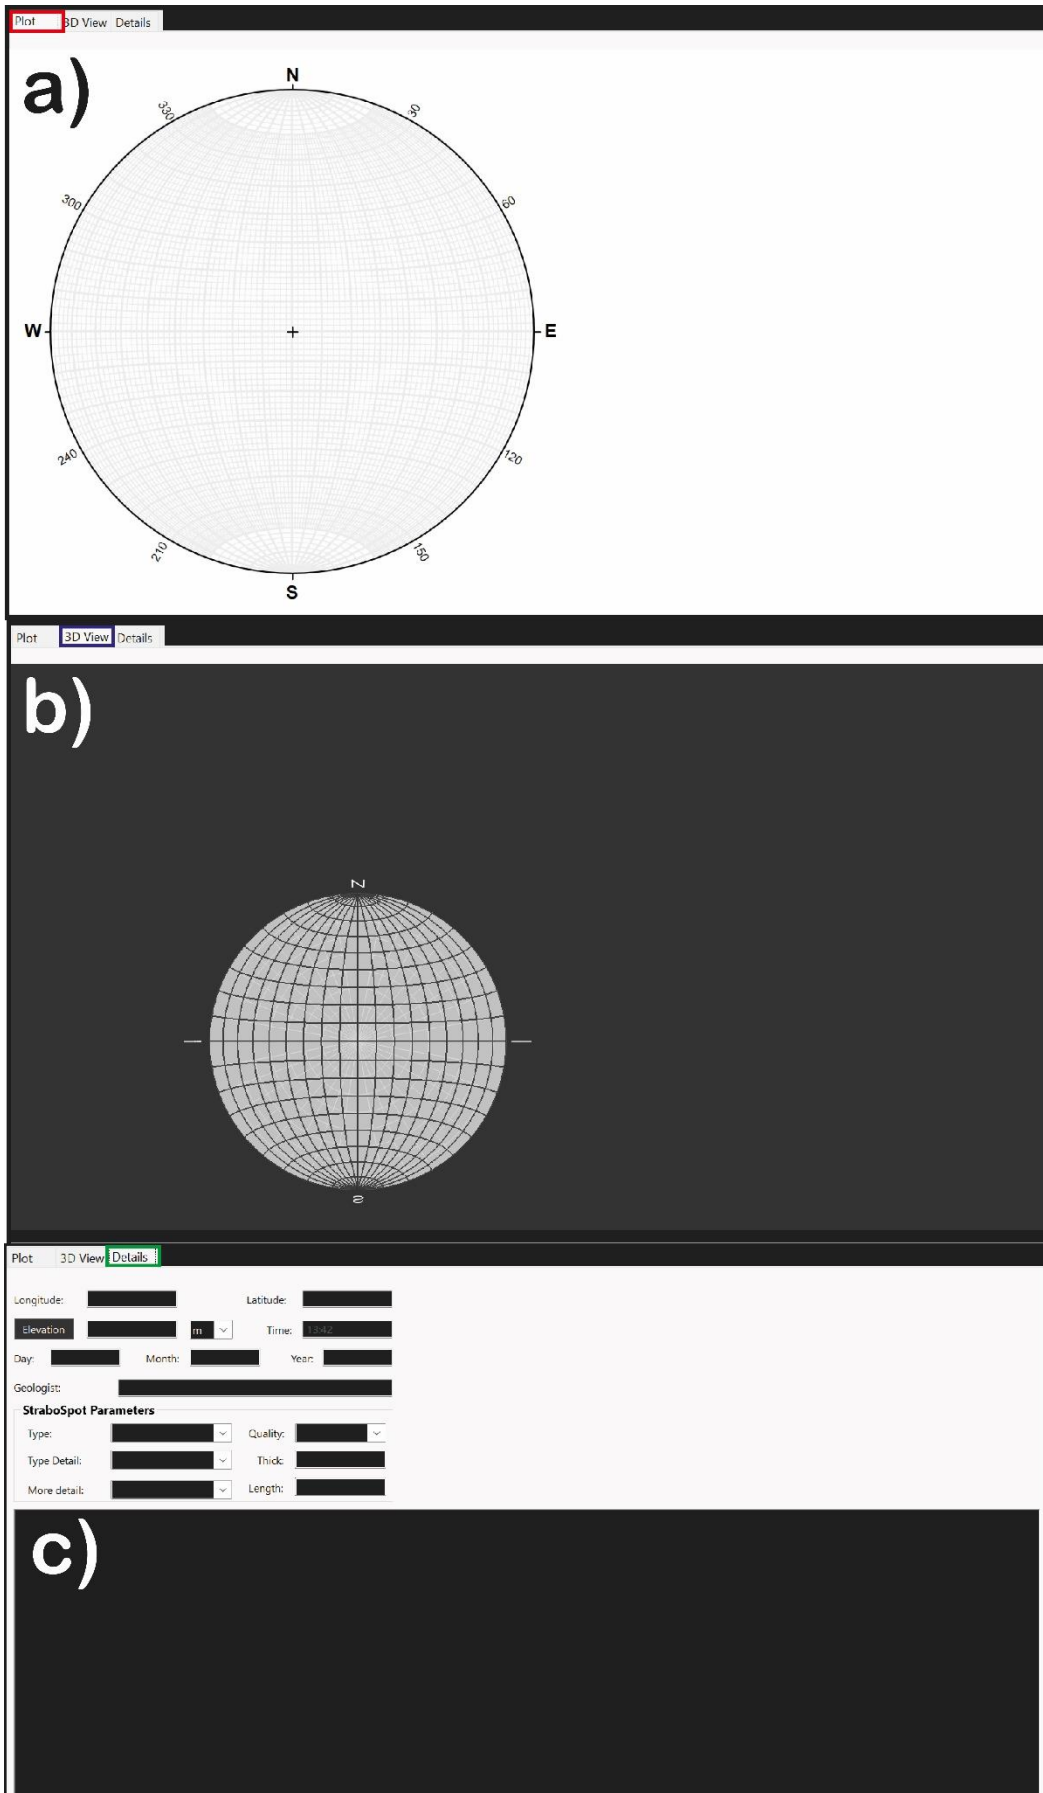 Plot 3D View Details
a)
N
330 30
300 60
W E
240 120
210 150
S
Plot 3D View Details
b)
N
S
Plot 3D View Details
Longitude: Latitude:
Elevation m Time: 13:42
Day: Month: Year:
Geologist:
StraboSpot Parameters
Type: Quality:
Type Detail: Thick:
More detail: Length:
c)